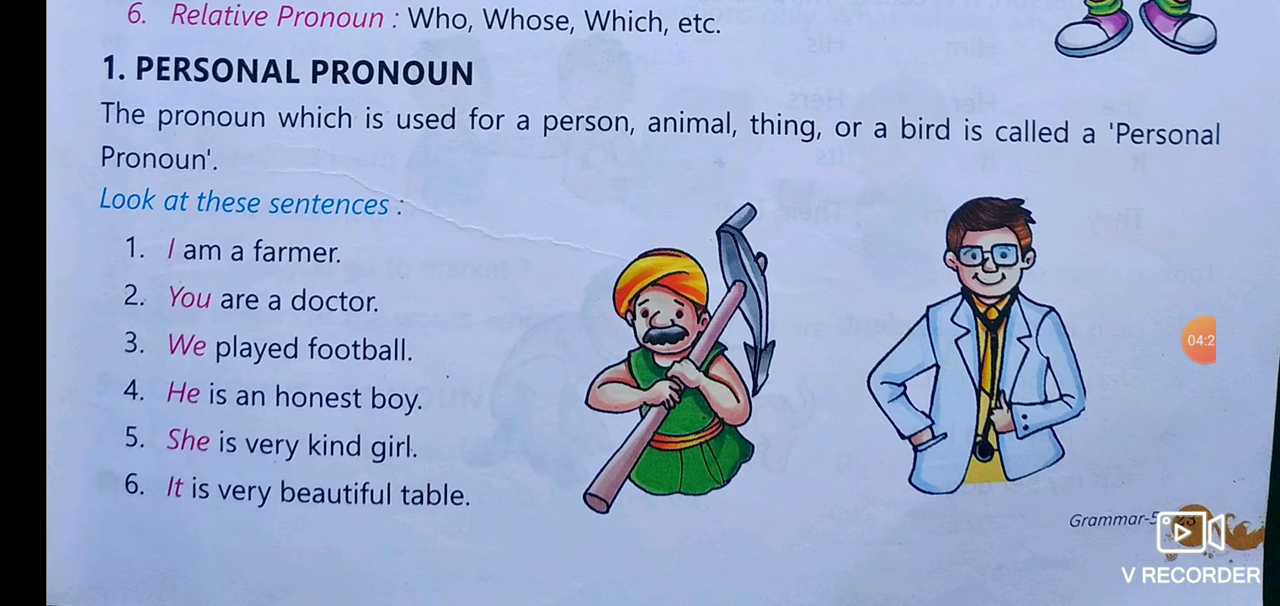 6. Relative Pronoun : Who, Whose, Which, etc.
1. PERSONAL PRONOUN
The pronoun which is used for a person, animal, thing, or a bird is called a 'Personal
Pronoun'.
Look at these sentences :
1. I am a farmer.
2. You are a doctor.
3. We played football.
4. He is an honest boy.
5. She is very kind girl.
6. It is very beautiful table.
04:2
Grammar-5
V RECORDER